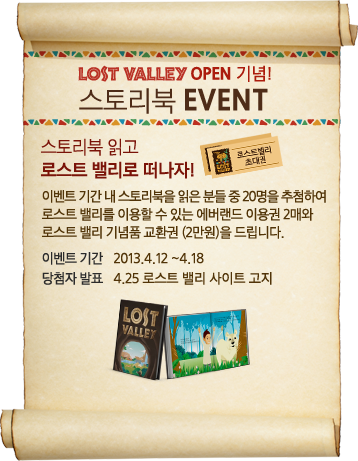 LOST VALLEY OPEN 기념!
스토리북 EVENT
스토리북 읽고
로스트 밸리로 떠나자!
로스트밸리
초대권
이벤트 기간 내 스토리북을 읽은 분들 중 20명을 추첨하여
로스트 밸리를 이용할 수 있는 에버랜드 이용권 2매와
로스트 밸리 기념품 교환권 (2만원)을 드립니다.
이벤트 기간 2013.4.12 ~4.18
당첨자 발표 4.25 로스트 밸리 사이트 고지
LOST
VALLEY